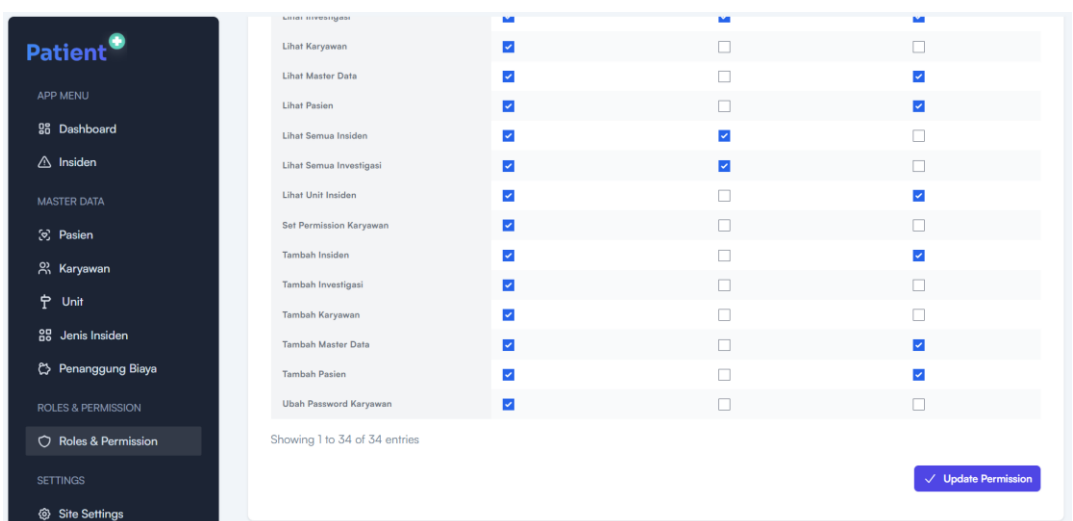 Patient
APP MENU
Dashboard
Insiden
MASTER DATA
Pasien
Karyawan
Unit
Jenis Insiden
Penanggung Biaya
ROLES & PERMISSION
Roles & Permission
SETTINGS
Site Settings
Lihat Investigasi
Lihat Karyawan
Lihat Master Data
Lihat Pasien
Lihat Semua Insiden
Lihat Semua Investigasi
Lihat Unit Insiden
Set Permission Karyawan
Tambah Insiden
Tambah Investigasi
Tambah Karyawan
Tambah Master Data
Tambah Pasien
Ubah Password Karyawan
Showing 1 to 34 of 34 entries
Update Permission